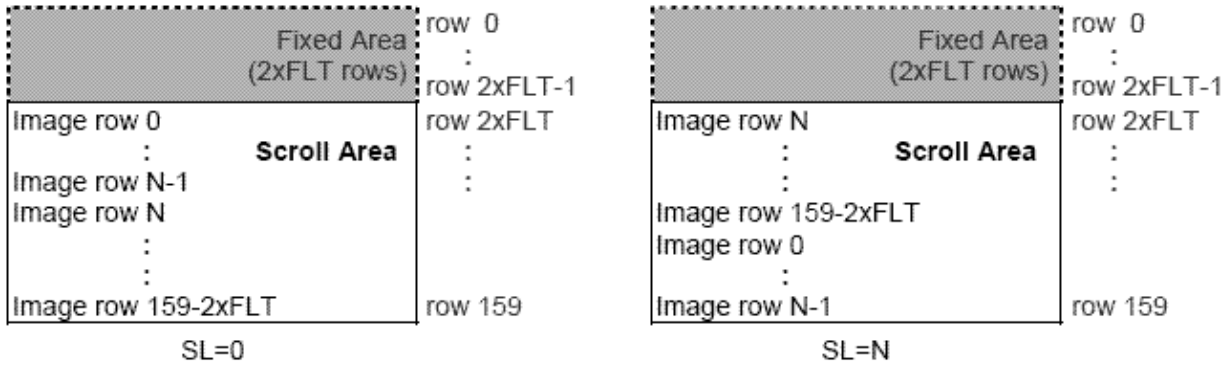 Fixed Area
(2xFLT rows)
row 0
:
row 2xFLT-1
Image row 0
row 2xFLT
:
Scroll Area
:
Image row N-1
:
Image row N
:
:
Image row 159-2xFLT
row 159
SL=0
Fixed Area
(2xFLT rows)
row 0
:
row 2xFLT-1
Image row N
row 2xFLT
:
Scroll Area
:
:
:
Image row 159-2xFLT
Image row 0
:
Image row N-1
row 159
SL=N